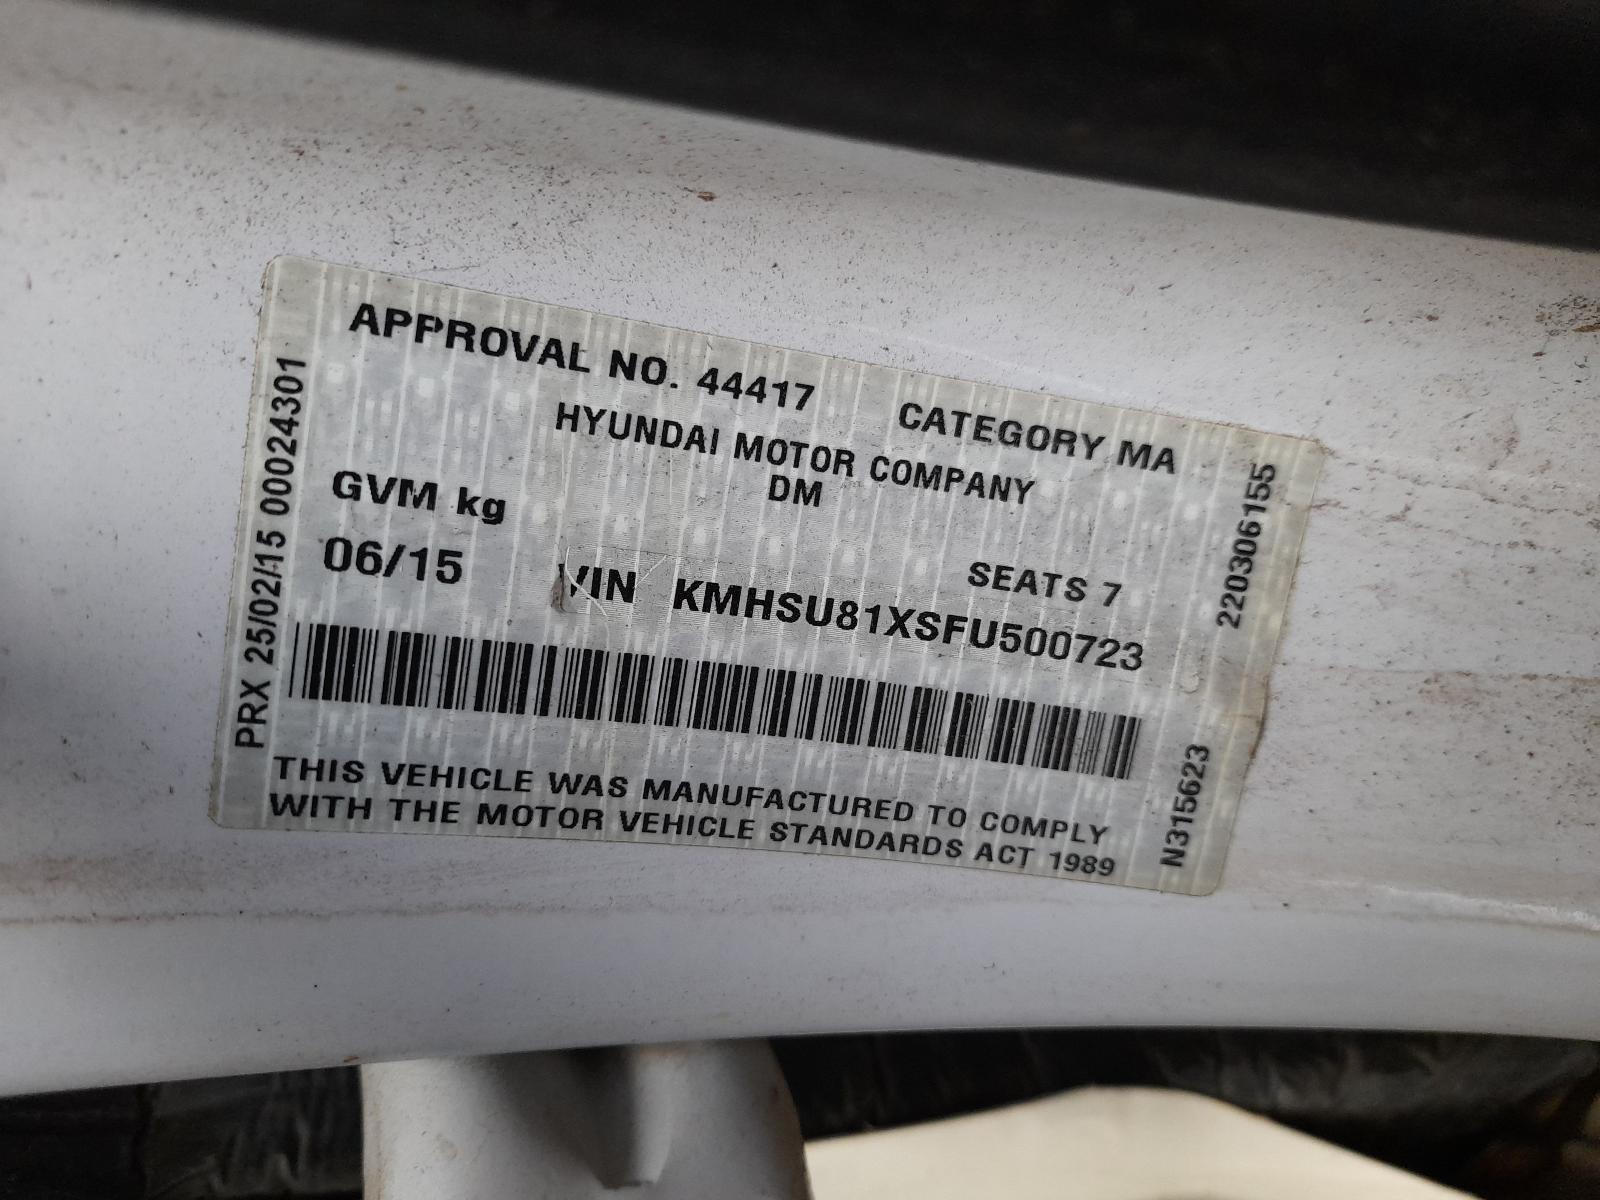 APPROVAL NO. 44417 CATEGORY MA
HYUNDAI MOTOR COMPANY
DM
GVM kg
SEATS 7
06/15 VIN KMHSU81XSFU500723
THIS VEHICLE WAS MANUFACTURED TO COMPLY
WITH THE MOTOR VEHICLE STANDARDS ACT 1989
PRX 25/02/15 00024301
220306155
N315623